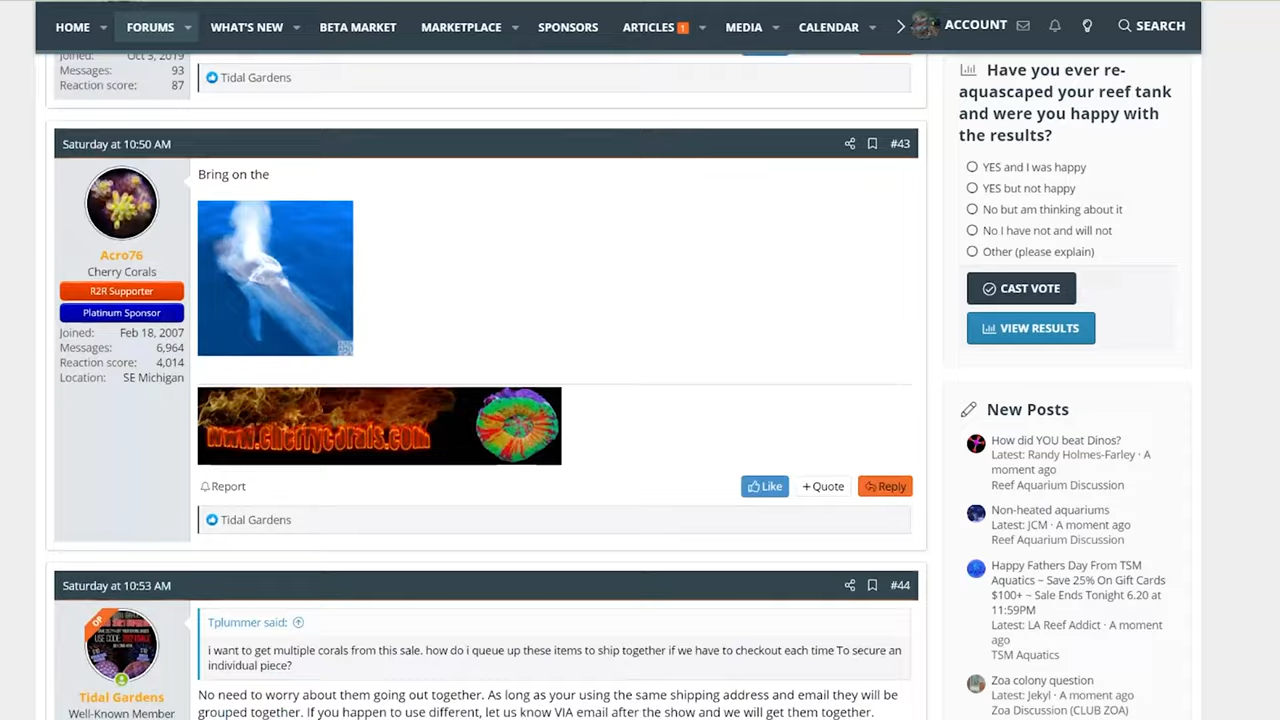 HOME
FORUMS
WHAT'S NEW
BETA MARKET
MARKETPLACE
SPONSORS
ARTICLES 1
MEDIA
CALENDAR
ACCOUNT
SEARCH
Joined: Oct 3, 2019
Messages: 93
Reaction score: 87
Tidal Gardens
Saturday at 10:50 AM
#43
Acro76
Cherry Corals
R2R Supporter
Platinum Sponsor
Joined: Feb 18, 2007
Messages: 6,964
Reaction score: 4,014
Location: SE Michigan
Bring on the
www.cherrycorals.com
Report
Like
+Quote
Reply
Tidal Gardens
Saturday at 10:53 AM
#44
OP
Tidal Gardens
Well-Known Member
Tplummer said:
i want to get multiple corals from this sale. how do i queue up these items to ship together if we have to checkout each time To secure an
individual piece?
No need to worry about them going out together. As long as your using the same shipping address and email they will be
grouped together. If you happen to use different, let us know VIA email after the show and we will get them together.
Have you ever re-
aquascaped your reef tank
and were you happy with
the results?
YES and I was happy
YES but not happy
No but am thinking about it
No I have not and will not
Other (please explain)
CAST VOTE
VIEW RESULTS
New Posts
How did YOU beat Dinos?
Latest: Randy Holmes-Farley · A
moment ago
Reef Aquarium Discussion
Non-heated aquariums
Latest: JCM · A moment ago
Reef Aquarium Discussion
Happy Fathers Day From TSM
Aquatics ~ Save 25% On Gift Cards
$100+ ~ Sale Ends Tonight 6.20 at
11:59PM
Latest: LA Reef Addict · A moment
ago
TSM Aquatics
Zoa colony question
Latest: Jekyl · A moment ago
Zoa Discussion (CLUB ZOA)